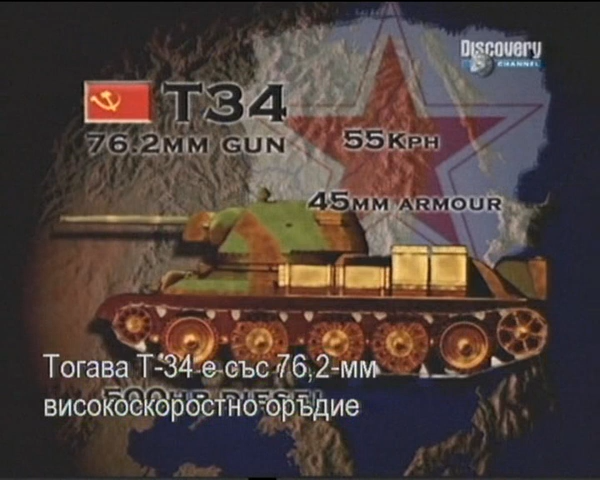 Discovery
CHANNEL
T34
76.2MM GUN
55KPH
45MM ARMOUR
Тогава Т-34 е със 76,2-мм
високоскоростно оръдие